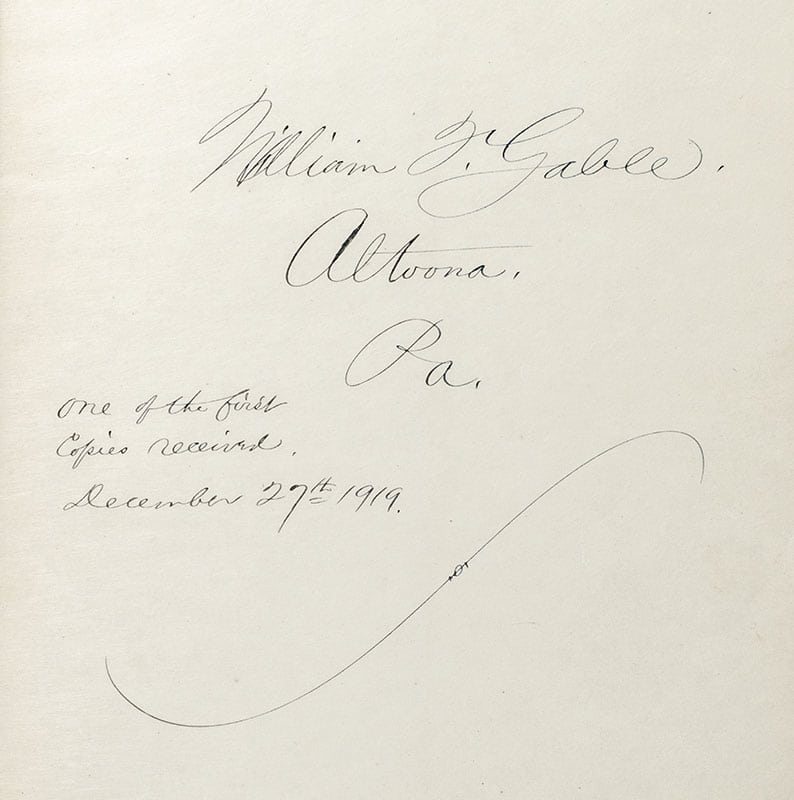 William F. Gable.
Altoona.
Pa.
One of the first
Copies received.
December 27th 1919.